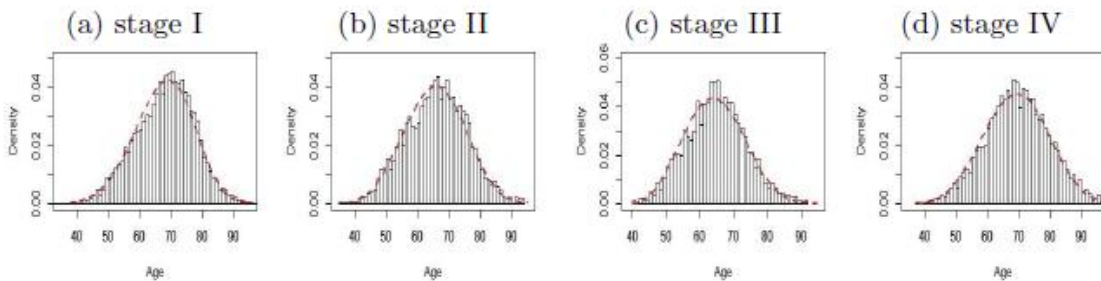 (a) stage I
Density
0.00 0.02 0.04
40 50 60 70 80 90
Age
(b) stage II
Density
0.00 0.02 0.04
40 50 60 70 80 90
Age
(c) stage III
Density
0.00 0.02 0.04 0.06
40 50 60 70 80 90
Age
(d) stage IV
Density
0.00 0.02 0.04
40 50 60 70 80 90
Age